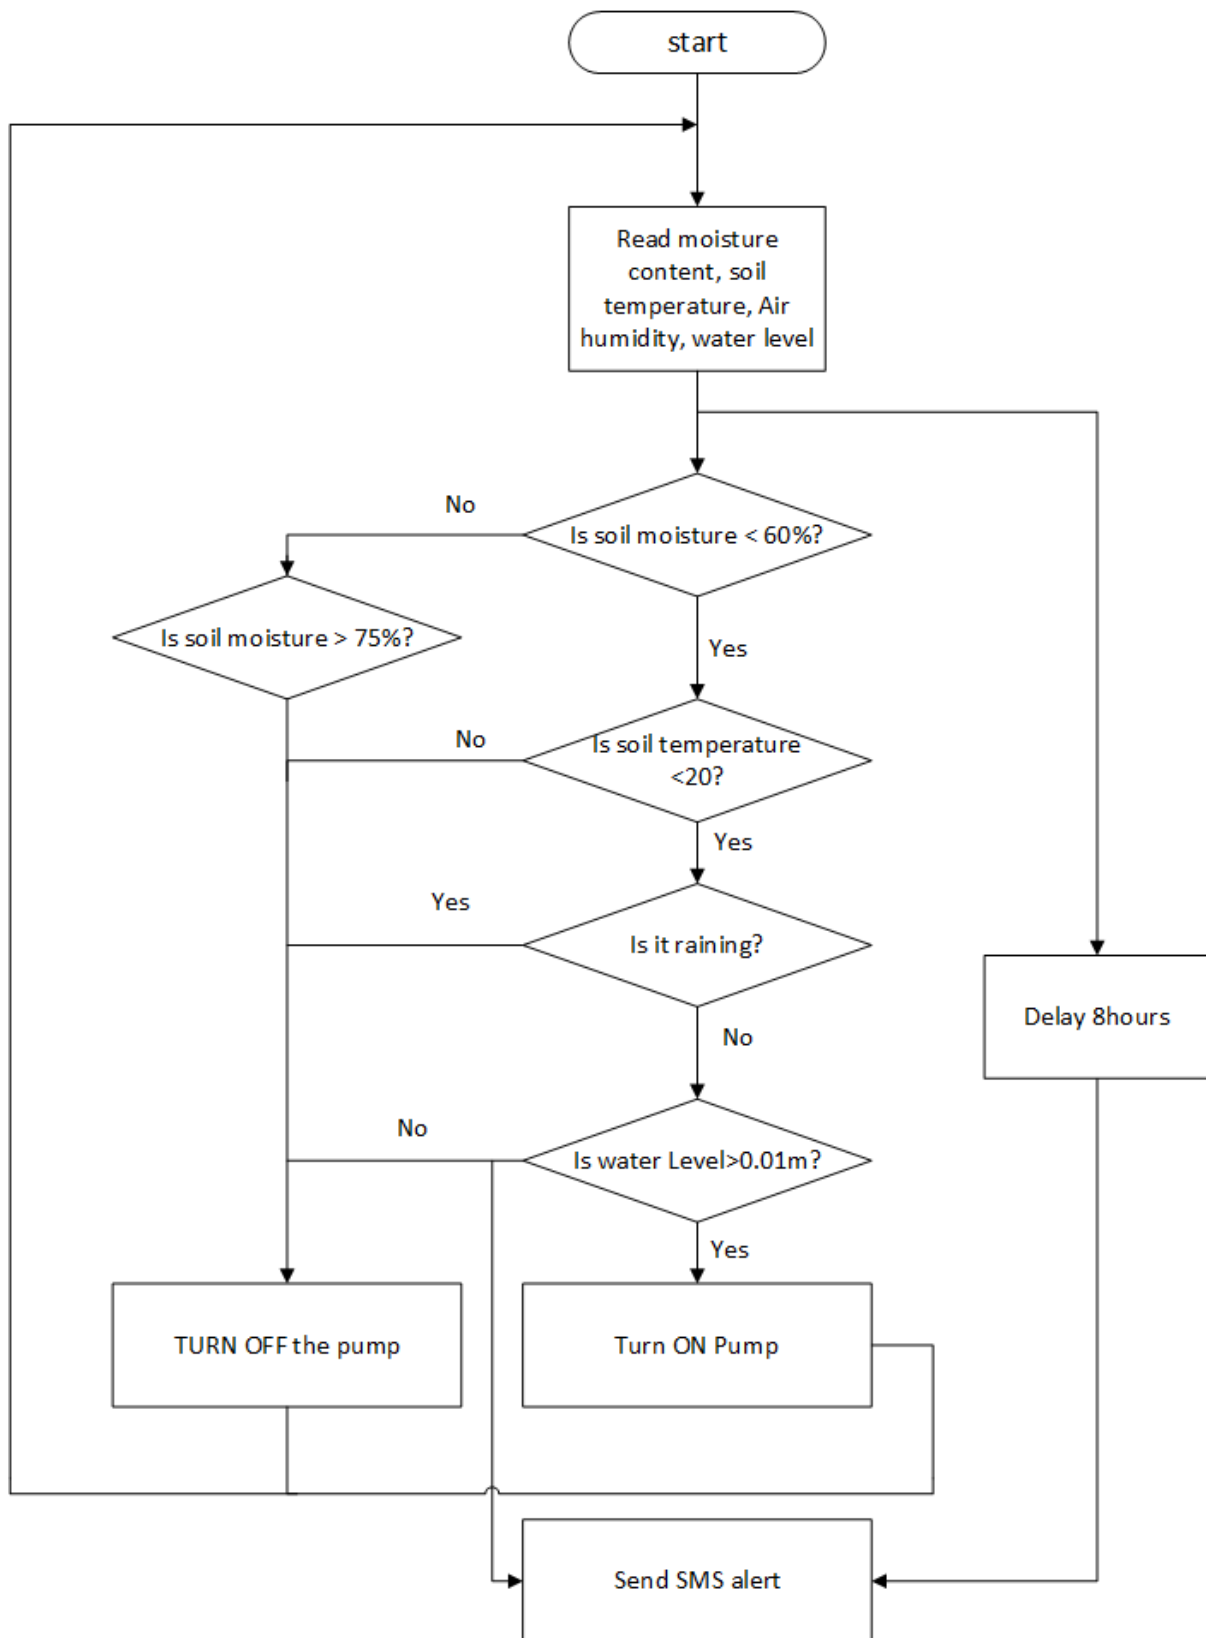 start
Read moisture
content, soil
temperature, Air
humidity, water level
No
Is soil moisture < 60%?
Is soil moisture > 75%?
Yes
No
Is soil temperature
<20?
Yes
Yes
Is it raining?
Delay 8hours
No
No
Is water Level>0.01m?
Yes
TURN OFF the pump
Turn ON Pump
Send SMS alert